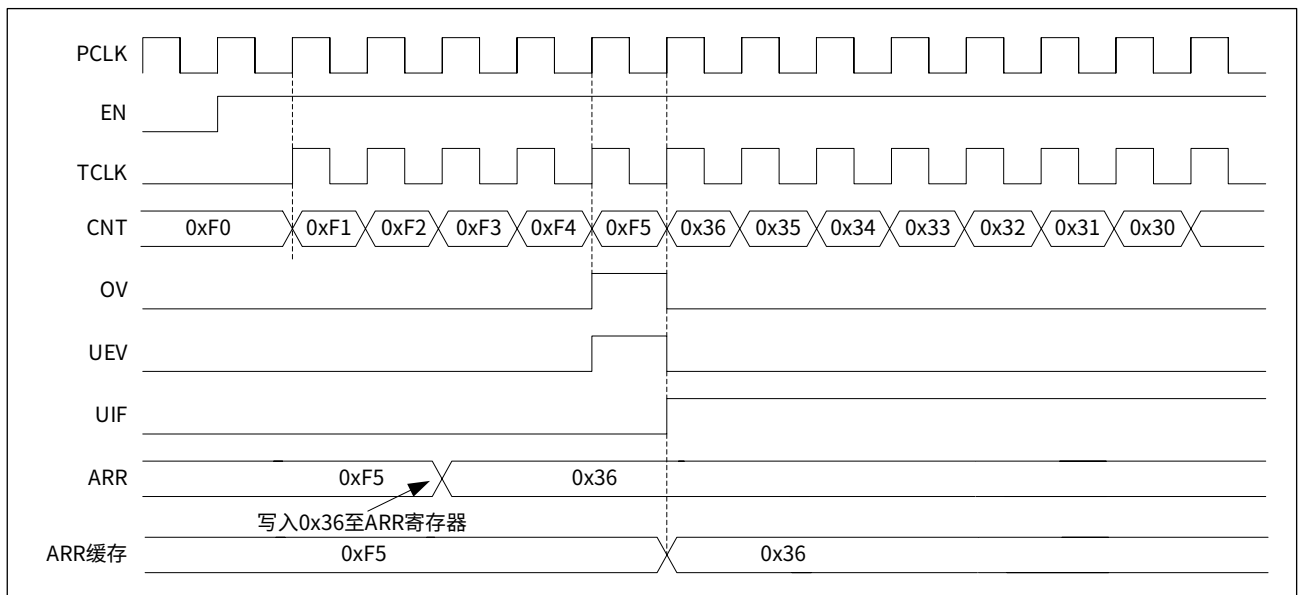 PCLK
EN
TCLK
CNT 0xF0 0xF1 0xF2 0xF3 0xF4 0xF5 0x36 0x35 0x34 0x33 0x32 0x31 0x30
OV
UEV
UIF
ARR 0xF5 0x36
写入0x36至ARR寄存器
ARR缓存 0xF5 0x36